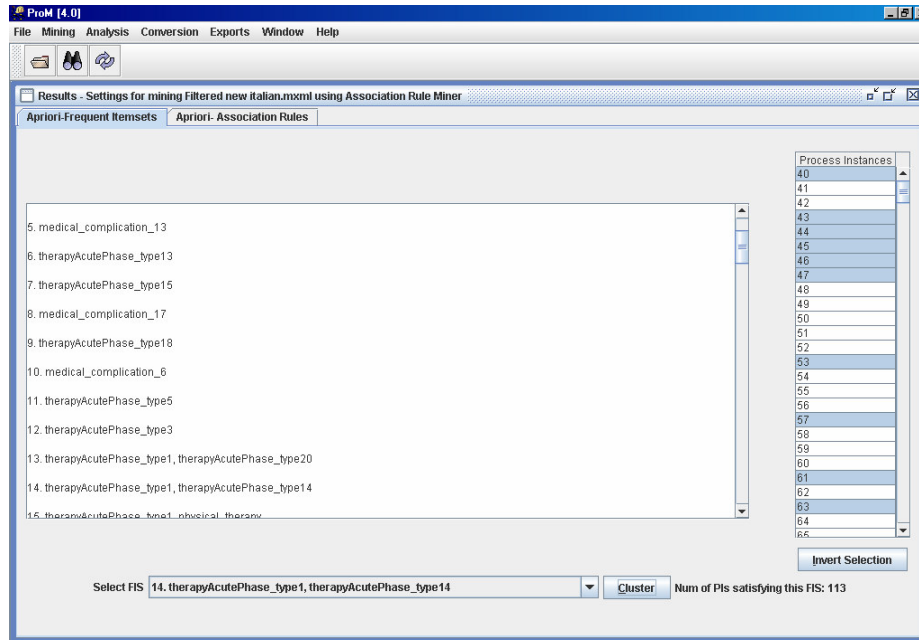 ProM [4.0]
File Mining Analysis Conversion Exports Window Help
Results - Settings for mining Filtered new italian.mxml using Association Rule Miner
Apriori-Frequent Itemsets Apriori- Association Rules
5. medical_complication_13
6. therapyAcutePhase_type13
7. therapyAcutePhase_type15
8. medical_complication_17
9. therapyAcutePhase_type18
10. medical_complication_6
11. therapyAcutePhase_type5
12. therapyAcutePhase_type3
13. therapyAcutePhase_type1, therapyAcutePhase_type20
14. therapyAcutePhase_type1, therapyAcutePhase_type14
15. therapyAcutePhase_type1, physical_therapy
Process Instances
40
41
42
43
44
45
46
47
48
49
50
51
52
53
54
55
56
57
58
59
60
61
62
63
64
65
Invert Selection
Select FIS 14. therapyAcutePhase_type1, therapyAcutePhase_type14 Cluster Num of PIs satisfying this FIS: 113